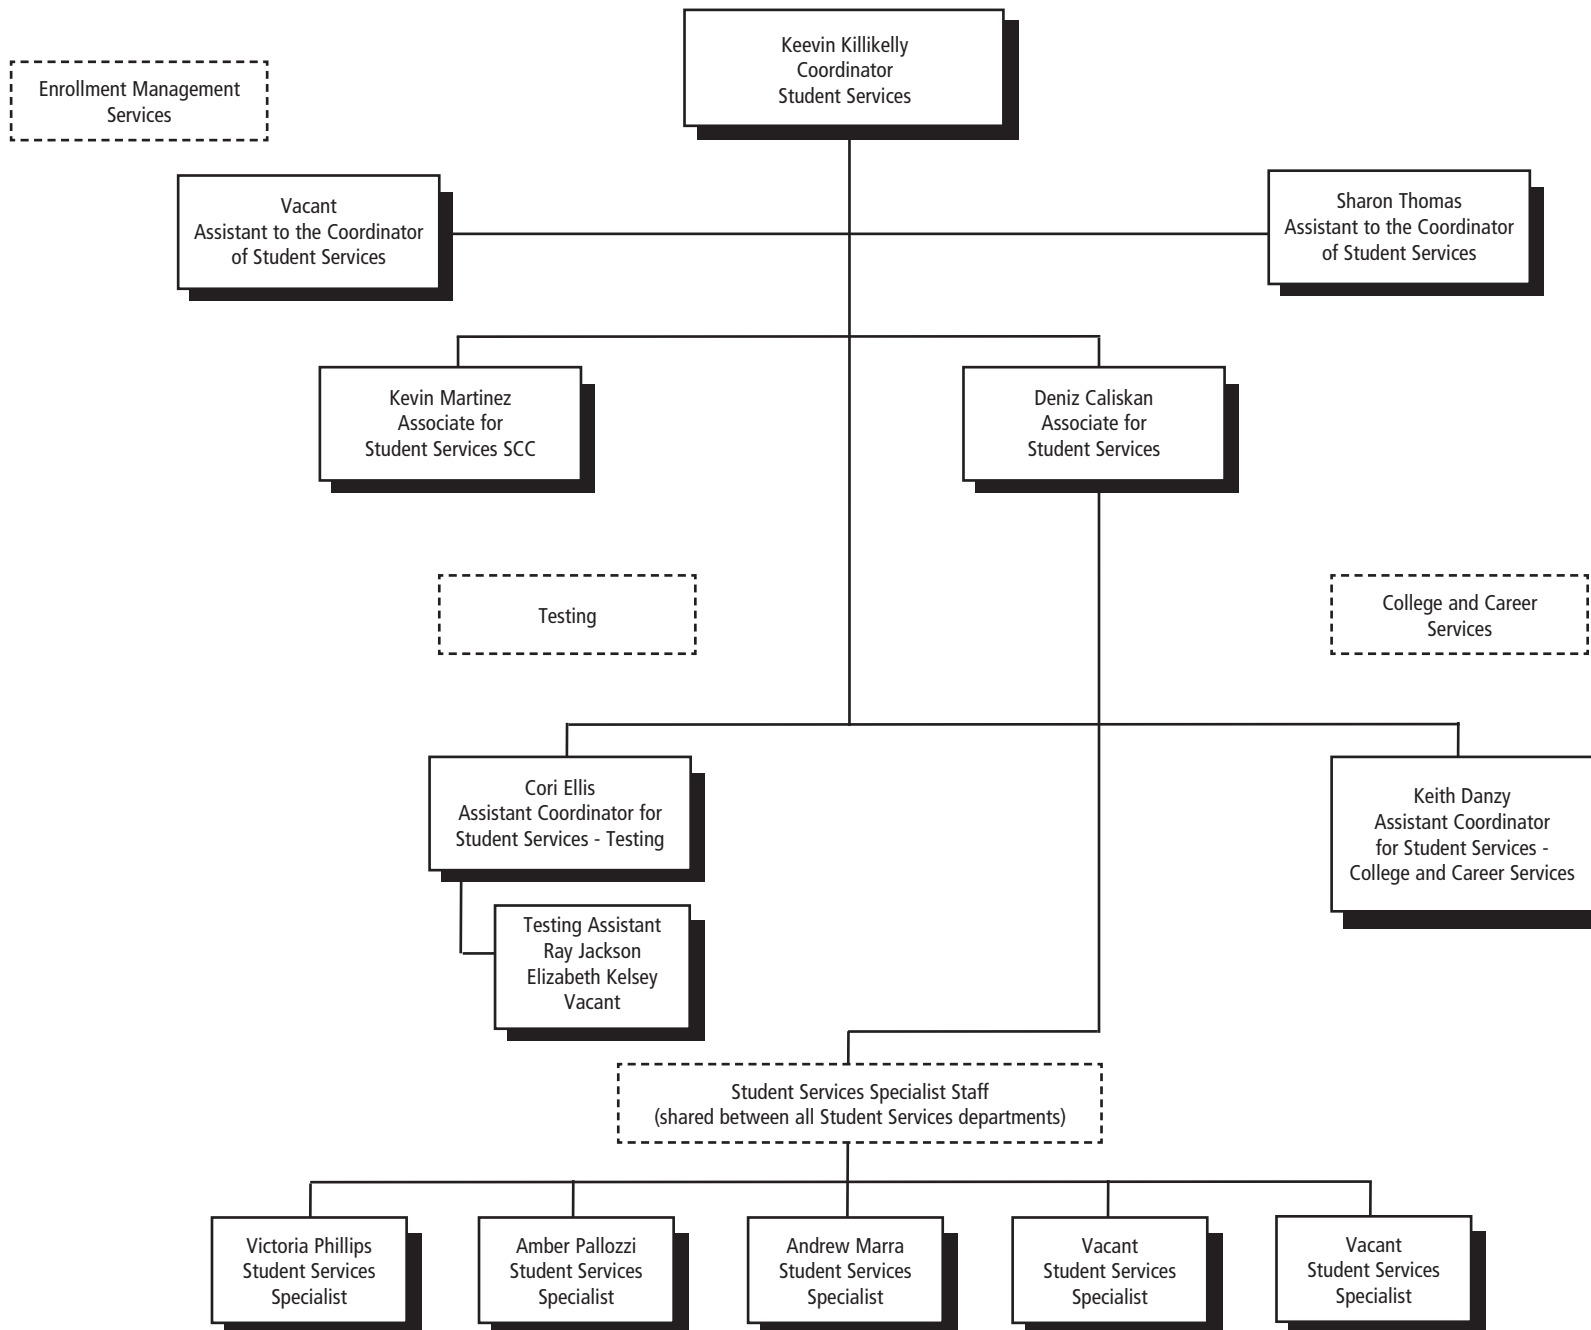 Keevin Killikelly
Coordinator
Student Services
Enrollment Management
Services
Vacant
Assistant to the Coordinator
of Student Services
Sharon Thomas
Assistant to the Coordinator
of Student Services
Kevin Martinez
Associate for
Student Services SCC
Deniz Caliskan
Associate for
Student Services
Testing
College and Career
Services
Cori Ellis
Assistant Coordinator for
Student Services - Testing
Keith Danzy
Assistant Coordinator
for Student Services -
College and Career Services
Testing Assistant
Ray Jackson
Elizabeth Kelsey
Vacant
Student Services Specialist Staff
(shared between all Student Services departments)
Victoria Phillips
Student Services
Specialist
Amber Pallozzi
Student Services
Specialist
Andrew Marra
Student Services
Specialist
Vacant
Student Services
Specialist
Vacant
Student Services
Specialist